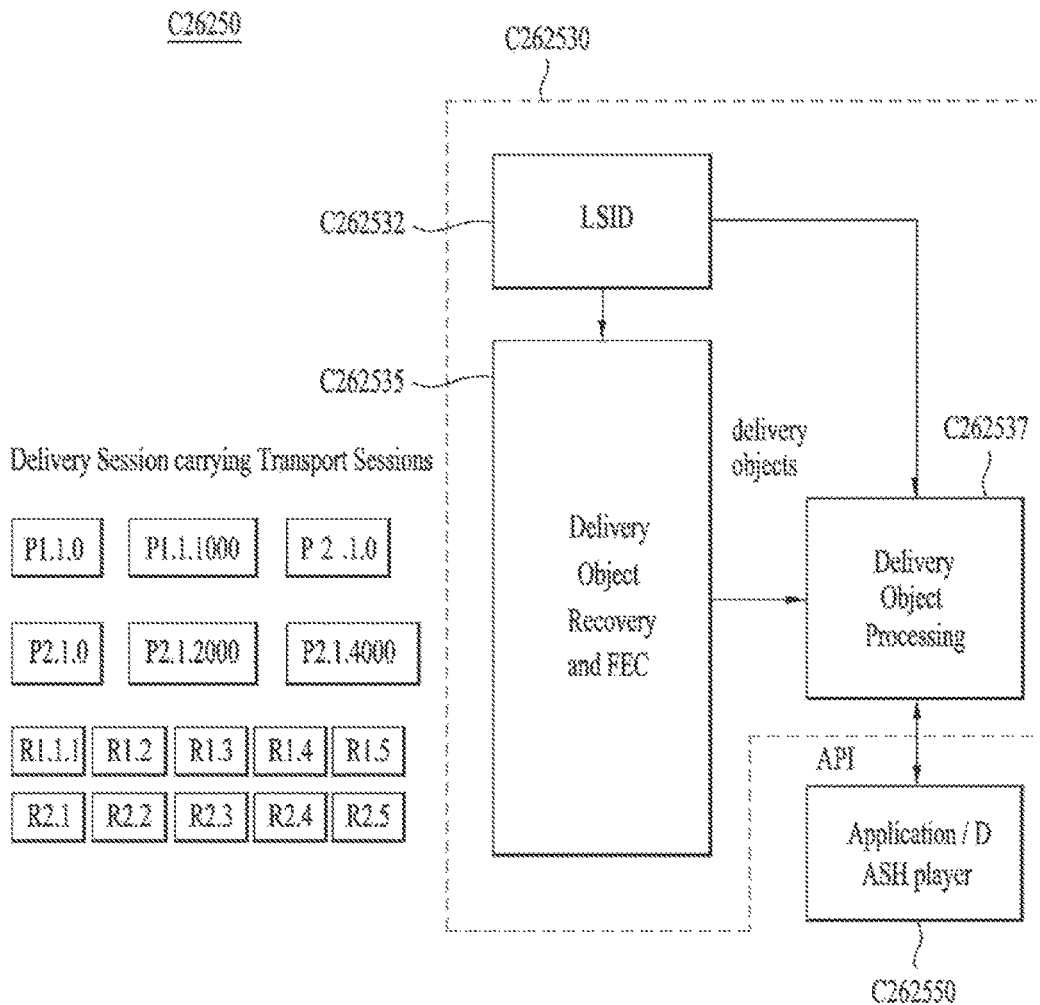 C26250
C262530
LSID
C262532
C262535
delivery
objects
C262537
Delivery Session carrying Transport Sessions
P1.1.0 P1.1.1000 P 2 .1.0
P2.1.0 P2.1.2000 P2.1.4000
R1.1.1 R1.2 R1.3 R1.4 R1.5
R2.1 R2.2 R2.3 R2.4 R2.5
Delivery
Object
Recovery
and FEC
Delivery
Object
Processing
API
Application / D
ASH player
C262550